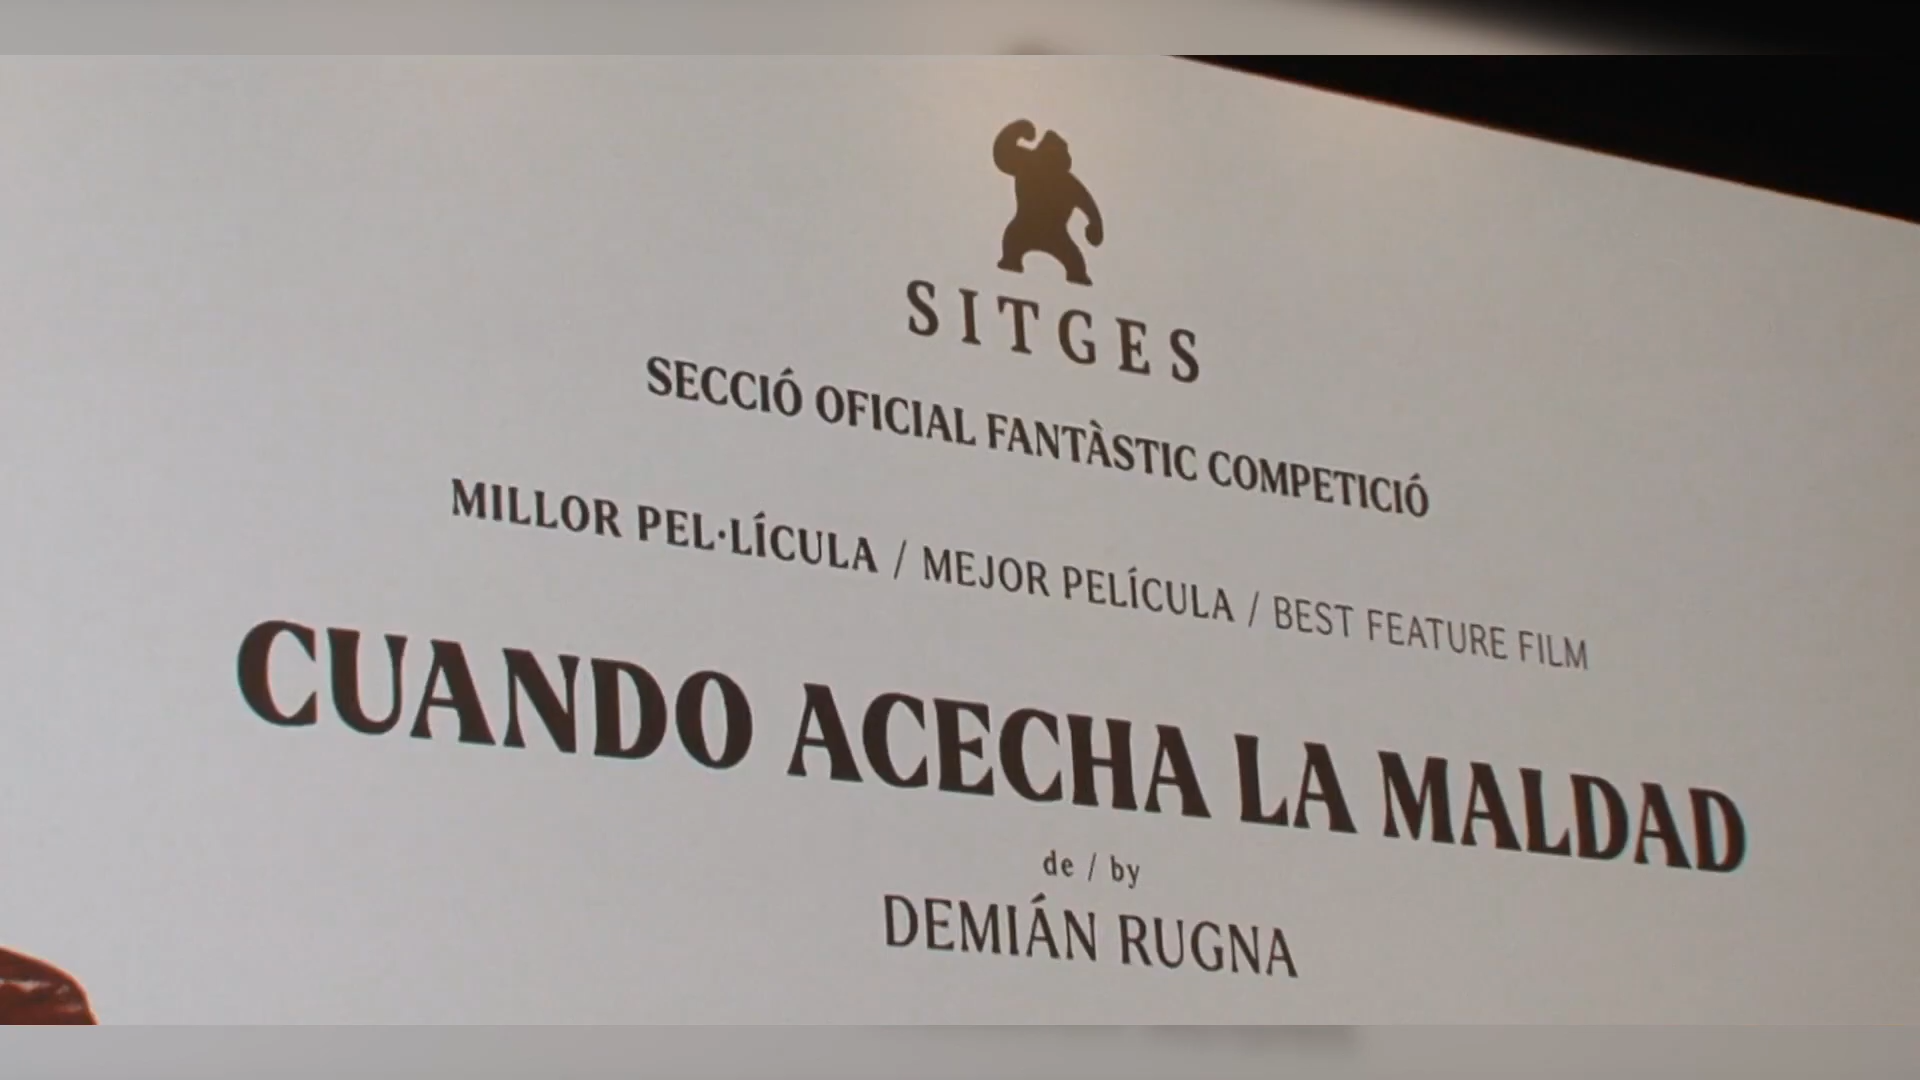 SITGES
SECCIÓ OFICIAL FANTÀSTIC COMPETICIÓ
MILLOR PEL·LÍCULA / MEJOR PELÍCULA / BEST FEATURE FILM
CUANDO ACECHA LA MALDAD
de / by
DEMIÁN RUGNA